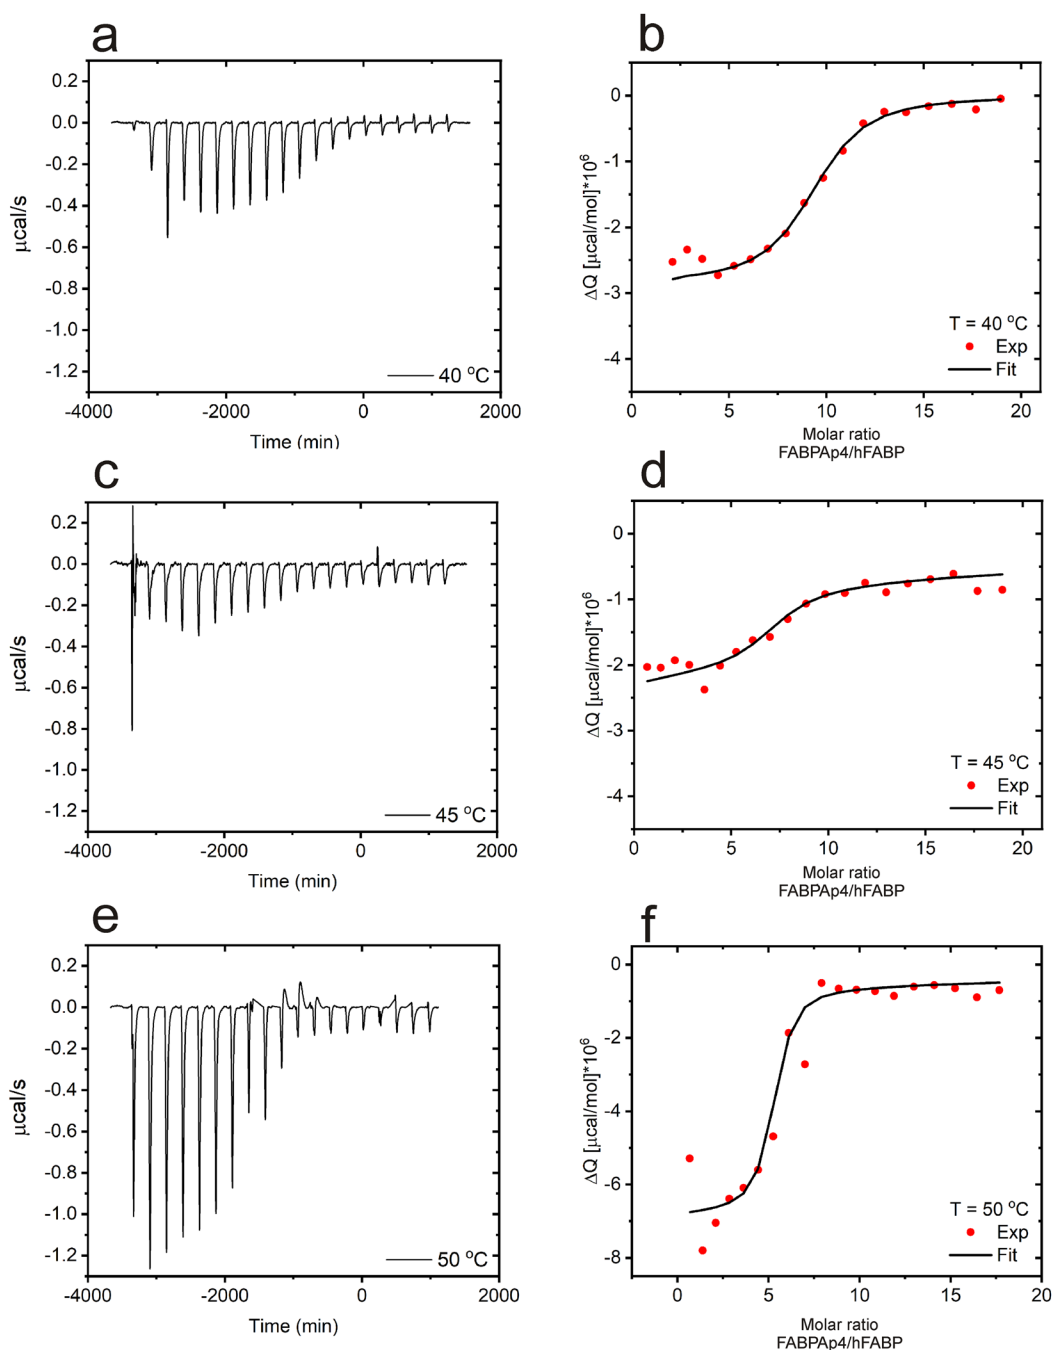 a
0.2
0.0
-0.2
-0.4
-0.6
-0.8
-1.0
-1.2
μcal/s
40 °C
-4000 -2000 0 2000
Time (min)
b
0
-1
-2
-3
-4
ΔQ [μcal/mol]*10⁶
T = 40 °C
Exp
Fit
0 5 10 15 20
Molar ratio
FABPAp4/hFABP
c
0.2
0.0
-0.2
-0.4
-0.6
-0.8
-1.0
-1.2
μcal/s
45 °C
-4000 -2000 0 2000
Time (min)
d
0
-1
-2
-3
-4
ΔQ [μcal/mol]*10⁶
T = 45 °C
Exp
Fit
0 5 10 15 20
Molar ratio
FABPAp4/hFABP
e
0.2
0.0
-0.2
-0.4
-0.6
-0.8
-1.0
-1.2
μcal/s
50 °C
-4000 -2000 0 2000
Time (min)
f
0
-2
-4
-6
-8
ΔQ [μcal/mol]*10⁶
T = 50 °C
Exp
Fit
0 5 10 15 20
Molar ratio
FABPAp4/hFABP